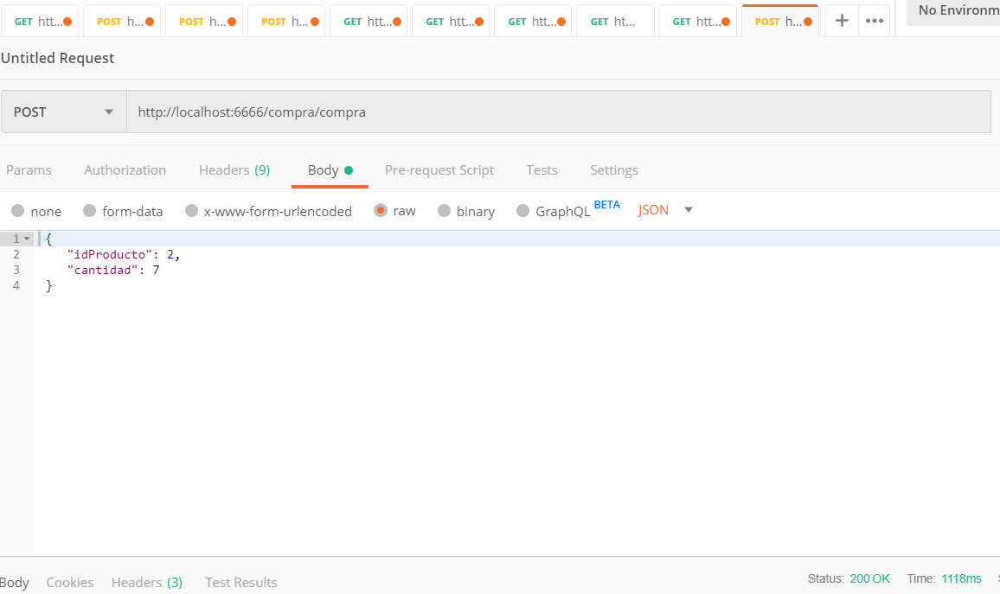 GET htt... POST h... POST h... POST h... GET htt... GET htt... GET htt... GET ht... GET htt... POST h... + ••• No Environm
Untitled Request
POST http://localhost:6666/compra/compra
Params Authorization Headers (9) Body Pre-request Script Tests Settings
none form-data x-www-form-urlencoded raw binary GraphQL BETA JSON
1 {
2 "idProducto": 2,
3 "cantidad": 7
4 }
Body Cookies Headers (3) Test Results Status: 200 OK Time: 1118ms